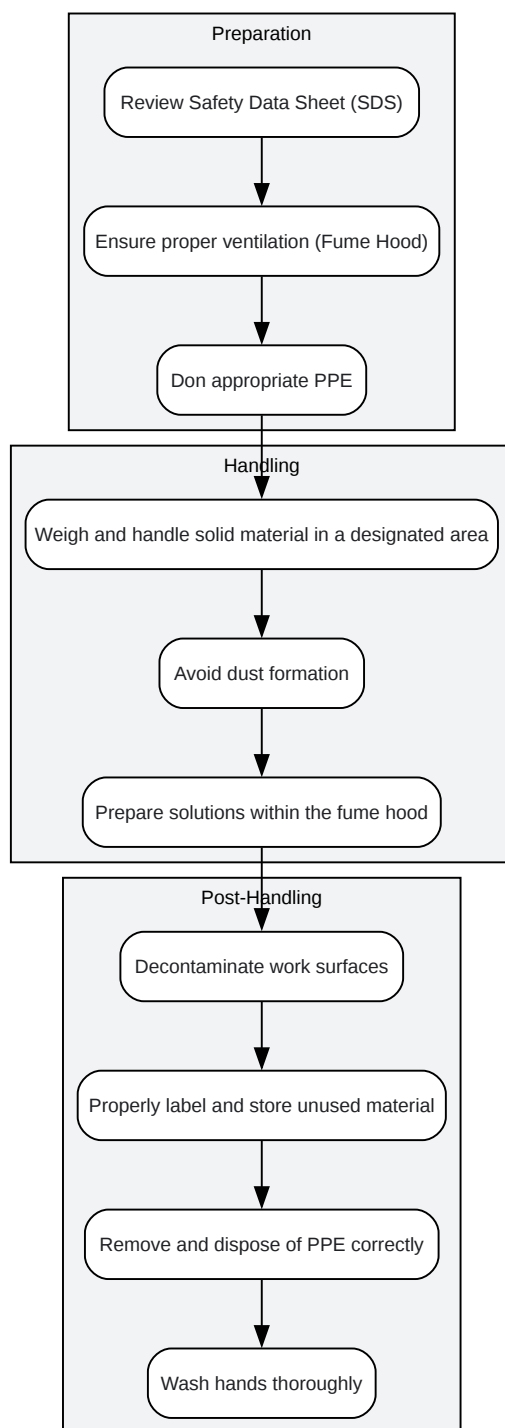 Preparation
Review Safety Data Sheet (SDS)
Ensure proper ventilation (Fume Hood)
Don appropriate PPE
Handling
Weigh and handle solid material in a designated area
Avoid dust formation
Prepare solutions within the fume hood
Post-Handling
Decontaminate work surfaces
Properly label and store unused material
Remove and dispose of PPE correctly
Wash hands thoroughly